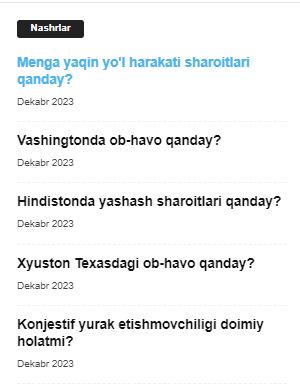 Nashrlar
Menga yaqin yo'l harakati sharoitlari
qanday?
Dekabr 2023
Vashingtonda ob-havo qanday?
Dekabr 2023
Hindistonda yashash sharoitlari qanday?
Dekabr 2023
Xyuston Texasdagi ob-havo qanday?
Dekabr 2023
Konjestif yurak etishmovchiligi doimiy
holatmi?
Dekabr 2023